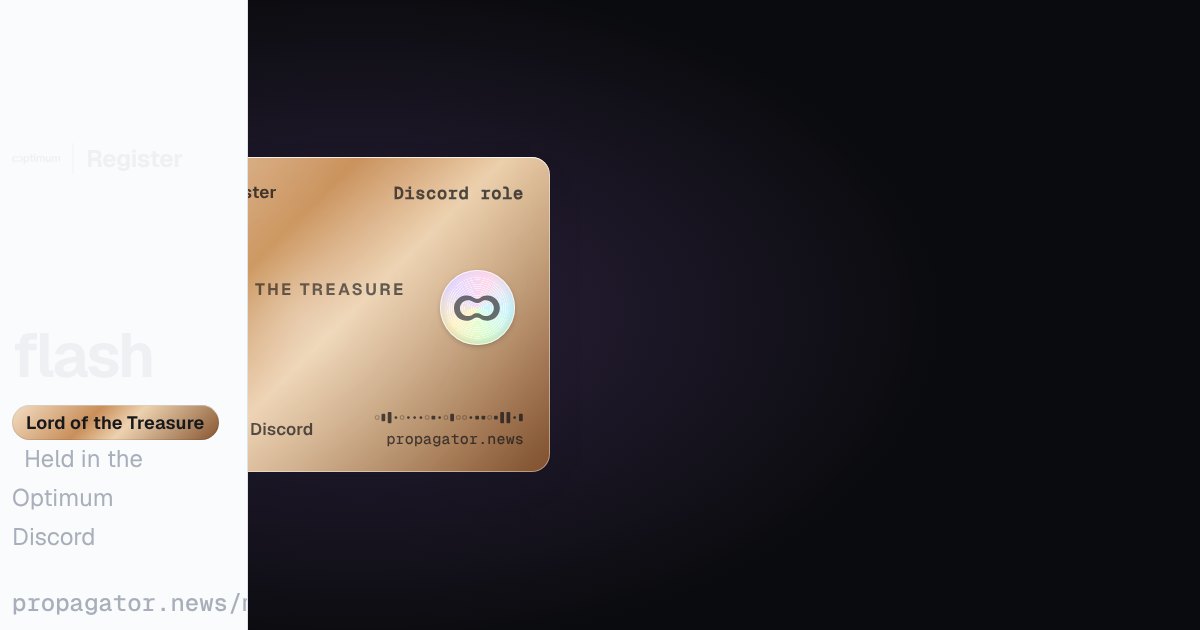 optimum
Register
flash
Lord of the Treasure
Held in the
Optimum
Discord
propagator.news/
ster
Discord role
THE TREASURE
Discord
propagator.news